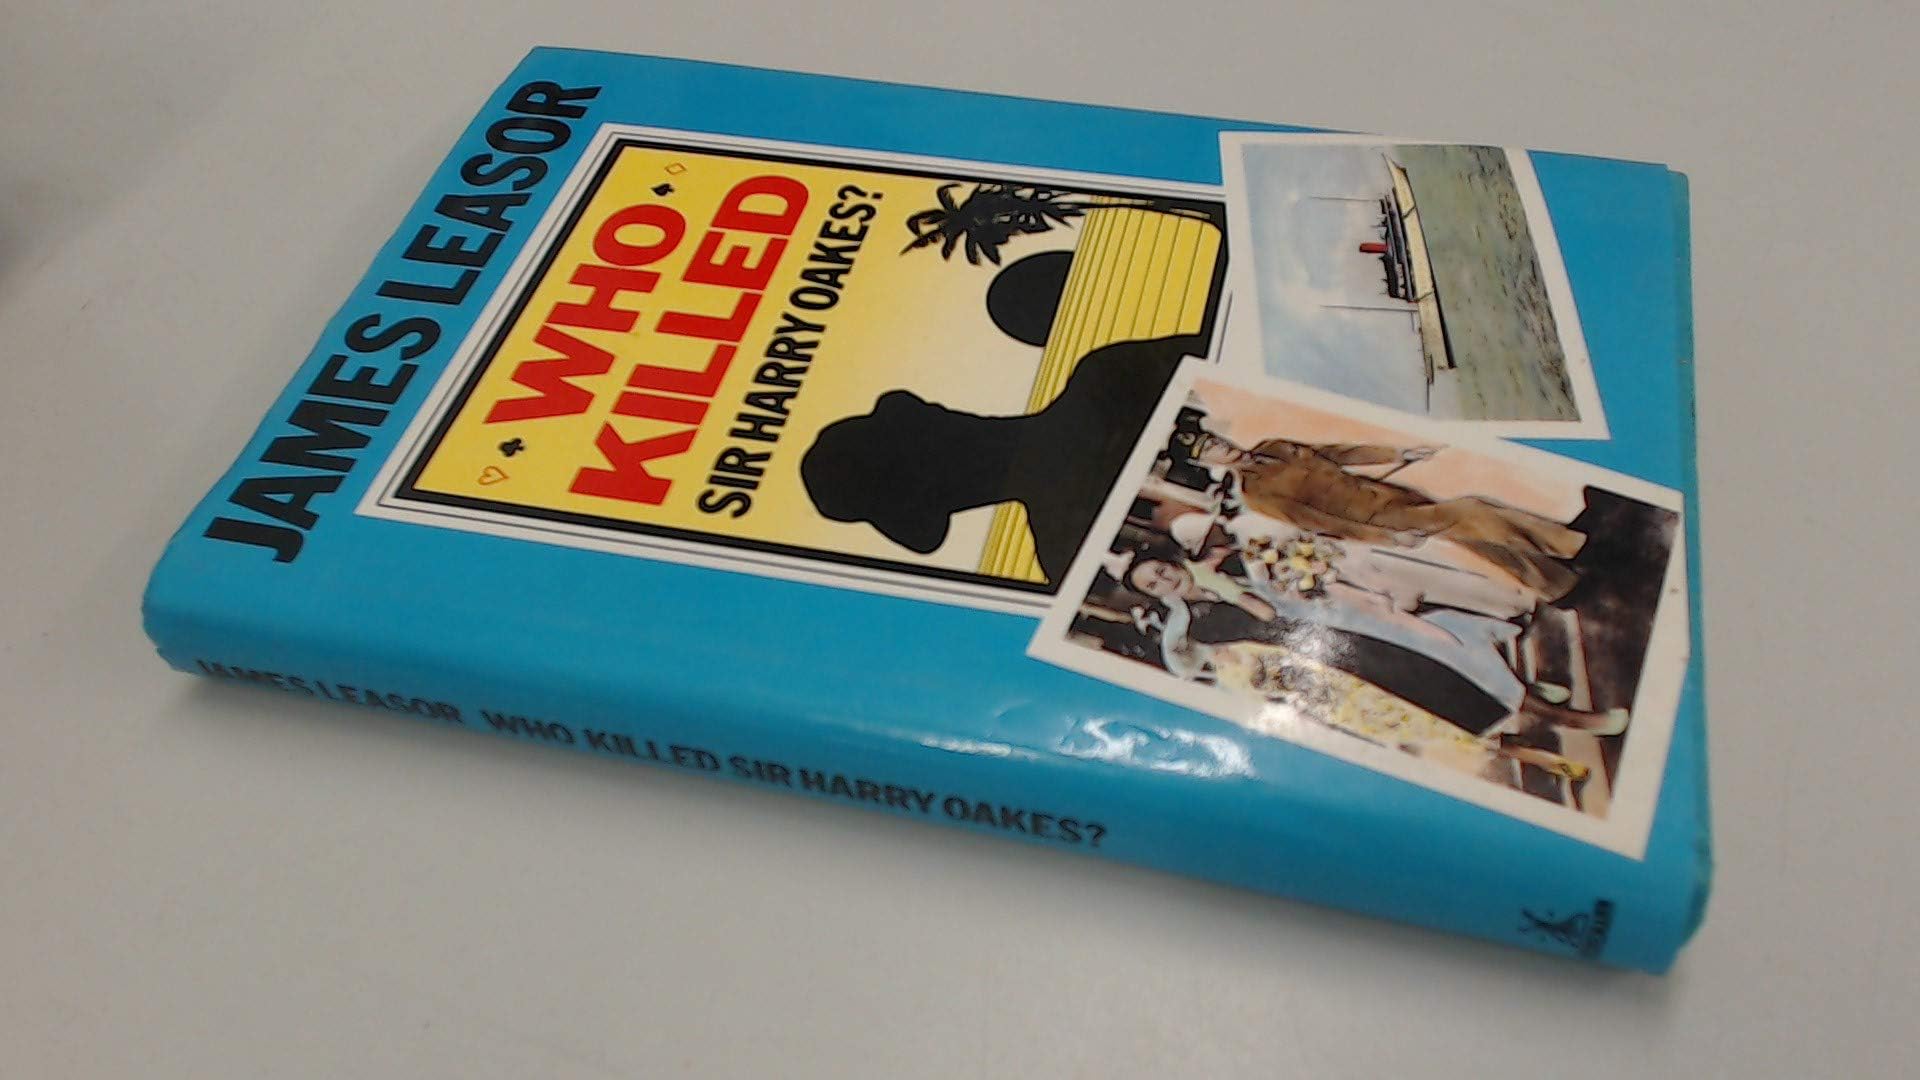 JAMES LEASOR
WHO
KILLED
SIR HARRY OAKES?
JAMES LEASOR WHO KILLED SIR HARRY OAKES?